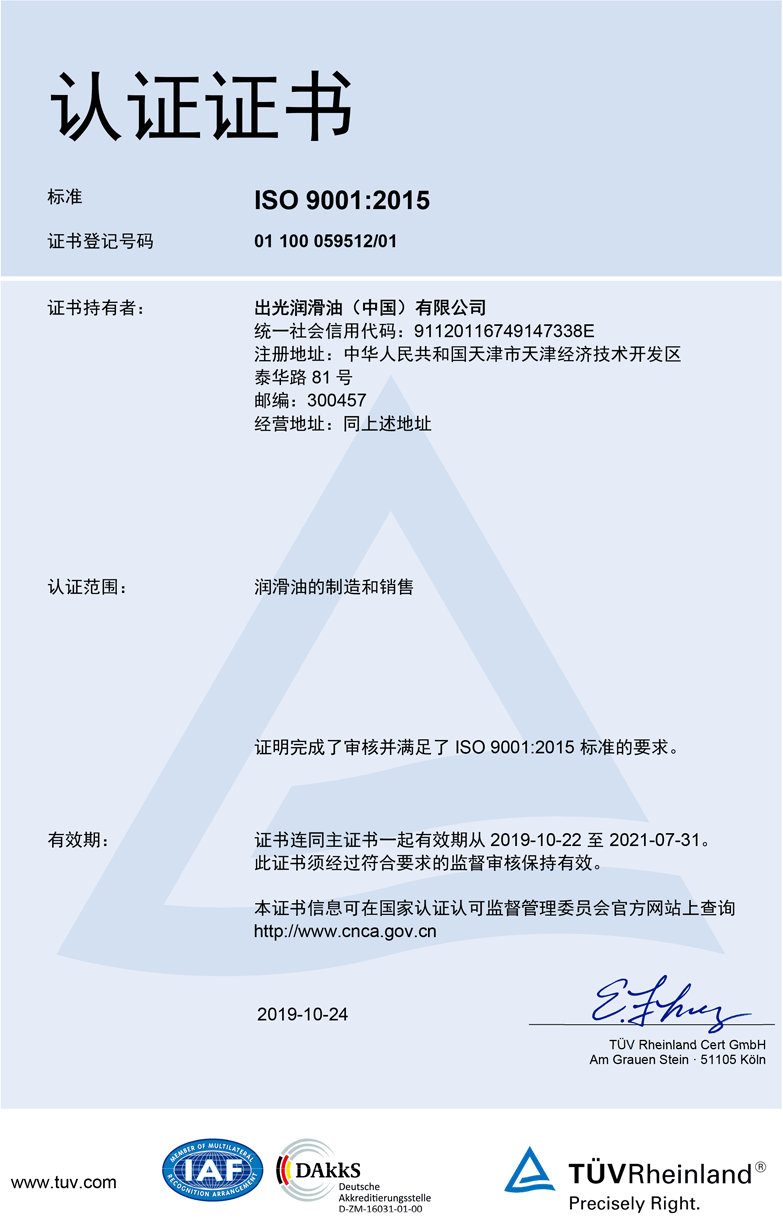 认证证书
标准 ISO 9001:2015
证书登记号码 01 100 059512/01
证书持有者： 出光润滑油（中国）有限公司
统一社会信用代码：91120116749147338E
注册地址：中华人民共和国天津市天津经济技术开发区
泰华路 81 号
邮编：300457
经营地址：同上述地址
认证范围： 润滑油的制造和销售
证明完成了审核并满足了 ISO 9001:2015 标准的要求。
有效期： 证书连同主证书一起有效期从 2019-10-22 至 2021-07-31。
此证书须经过符合要求的监督审核保持有效。
本证书信息可在国家认证认可监督管理委员会官方网站上查询
http://www.cnca.gov.cn
2019-10-24
TÜV Rheinland Cert GmbH
Am Grauen Stein · 51105 Köln
www.tuv.com
MEMBER OF MULTILATERAL
IAF
RECOGNITION ARRANGEMENT
DAkkS
Deutsche
Akkreditierungsstelle
D-ZM-16031-01-00
TÜVRheinland®
Precisely Right.